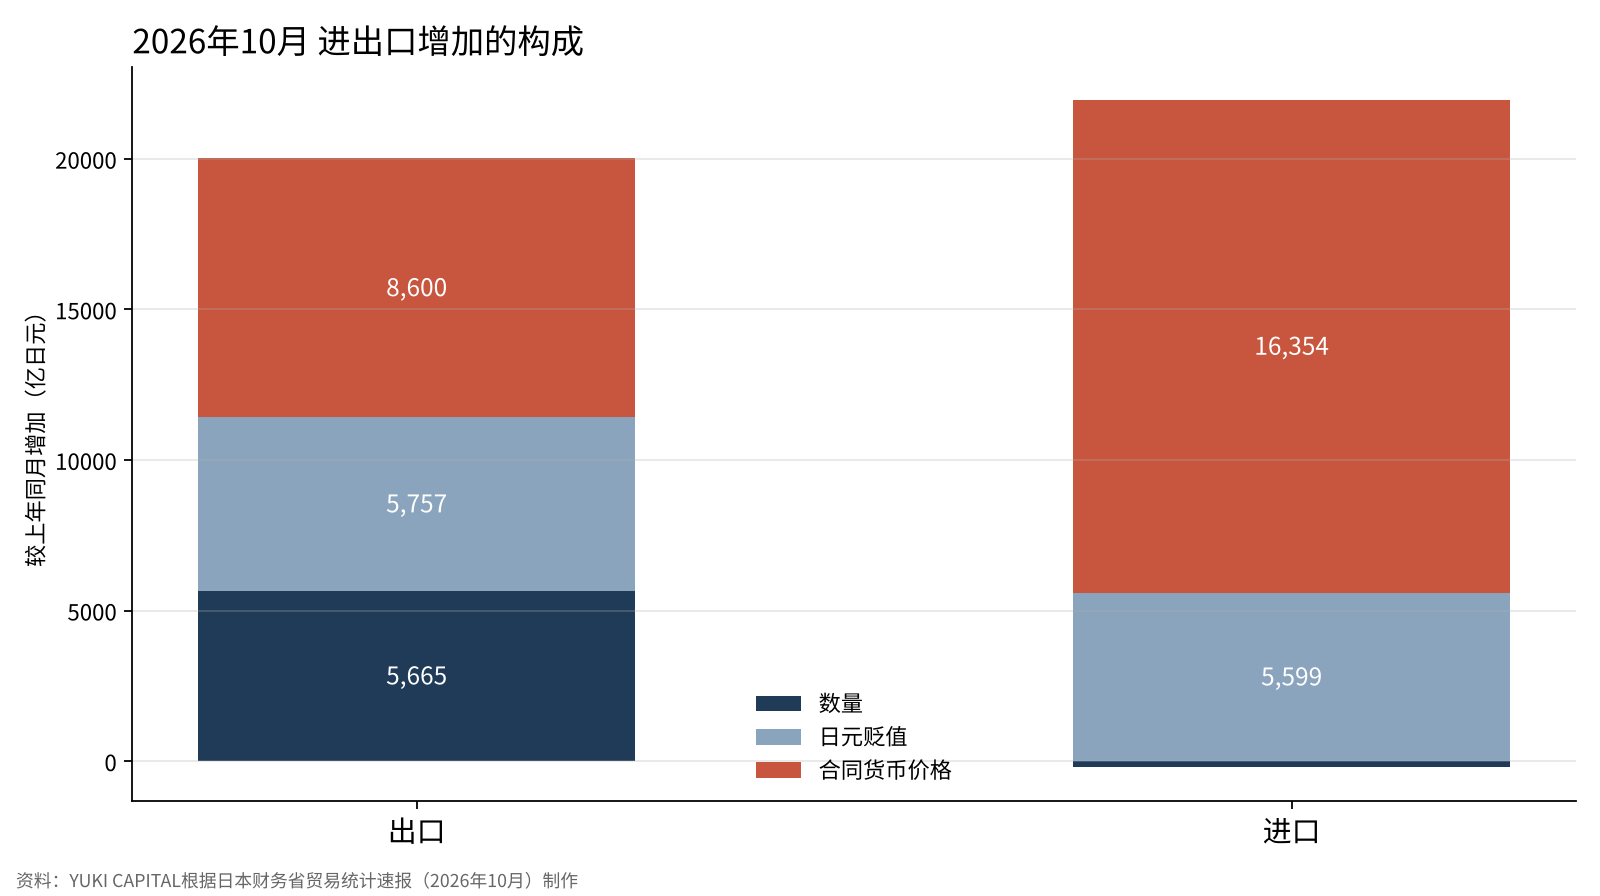 2026年10月 进出口增加的构成
较上年同月增加（亿日元）
20000
15000
10000
5000
0
8,600
5,757
5,665
16,354
5,599
数量
日元贬值
合同货币价格
出口
进口
资料：YUKI CAPITAL根据日本财务省贸易统计速报（2026年10月）制作